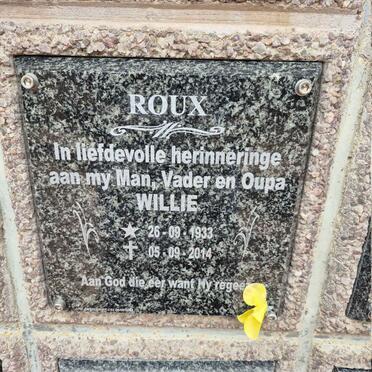 ROUX
In liefdevolle herinneringe
aan my Man, Vader en Oupa
WILLIE
★ 26-09-1933
✝ 05-09-2014
Aan God die eer want Hy regeer